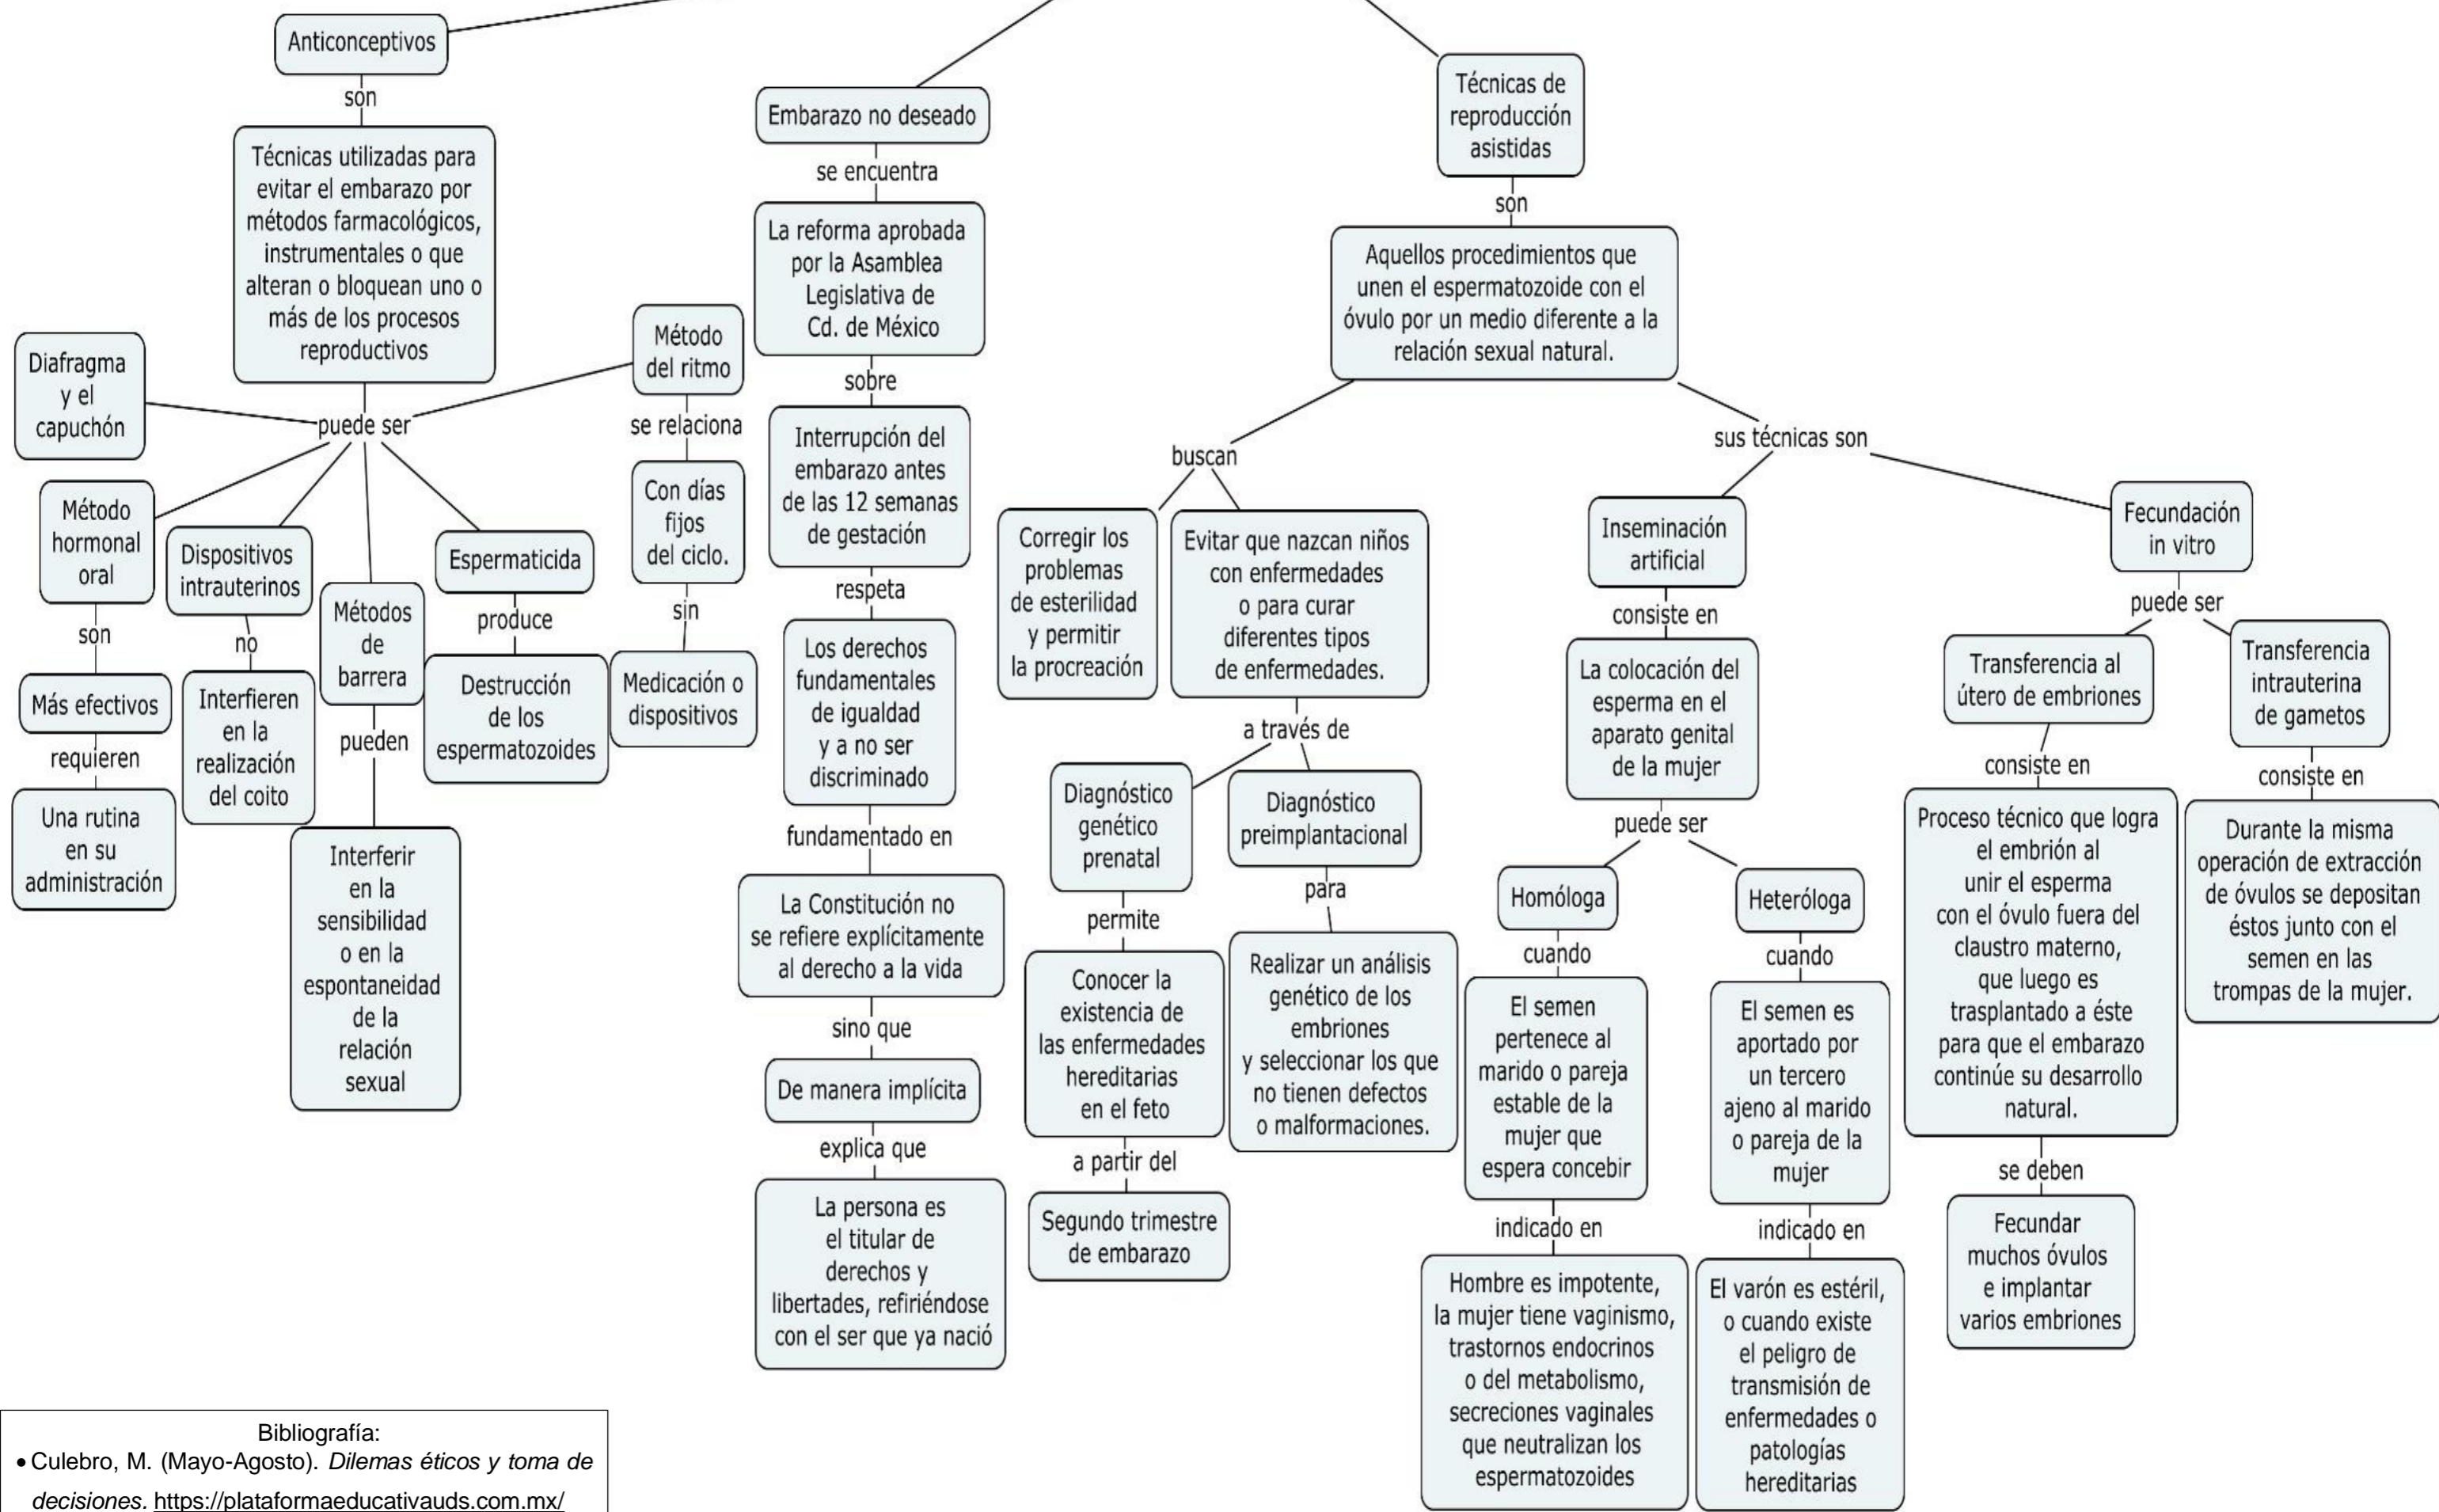 Anticonceptivos
son
Técnicas utilizadas para
evitar el embarazo por
métodos farmacológicos,
instrumentales o que
alteran o bloquean uno o
más de los procesos
reproductivos
puede ser
Diafragma
y el
capuchón
Método
hormonal
oral
son
Más efectivos
requieren
Una rutina
en su
administración
Dispositivos
intrauterinos
no
Interfieren
en la
realización
del coito
Métodos
de
barrera
pueden
Interferir
en la
sensibilidad
o en la
espontaneidad
de la
relación
sexual
Espermaticida
produce
Destrucción
de los
espermatozoides
Método
del ritmo
se relaciona
Con días
fijos
del ciclo.
sin
Medicación o
dispositivos
Embarazo no deseado
se encuentra
La reforma aprobada
por la Asamblea
Legislativa de
Cd. de México
sobre
Interrupción del
embarazo antes
de las 12 semanas
de gestación
respeta
Los derechos
fundamentales
de igualdad
y a no ser
discriminado
fundamentado en
La Constitución no
se refiere explícitamente
al derecho a la vida
sino que
De manera implícita
explica que
La persona es
el titular de
derechos y
libertades, refiriéndose
con el ser que ya nació
Técnicas de
reproducción
asistidas
son
Aquellos procedimientos que
unen el espermatozoide con el
óvulo por un medio diferente a la
relación sexual natural.
buscan
Corregir los
problemas
de esterilidad
y permitir
la procreación
Evitar que nazcan niños
con enfermedades
o para curar
diferentes tipos
de enfermedades.
a través de
Diagnóstico
genético
prenatal
permite
Conocer la
existencia de
las enfermedades
hereditarias
en el feto
a partir del
Segundo trimestre
de embarazo
Diagnóstico
preimplantacional
para
Realizar un análisis
genético de los
embriones
y seleccionar los que
no tienen defectos
o malformaciones.
sus técnicas son
Inseminación
artificial
consiste en
La colocación del
esperma en el
aparato genital
de la mujer
puede ser
Homóloga
cuando
El semen
pertenece al
marido o pareja
estable de la
mujer que
espera concebir
indicado en
Hombre es impotente,
la mujer tiene vaginismo,
trastornos endocrinos
o del metabolismo,
secreciones vaginales
que neutralizan los
espermatozoides
Heteróloga
cuando
El semen es
aportado por
un tercero
ajeno al marido
o pareja de la
mujer
indicado en
El varón es estéril,
o cuando existe
el peligro de
transmisión de
enfermedades o
patologías
hereditarias
Fecundación
in vitro
puede ser
Transferencia al
útero de embriones
consiste en
Proceso técnico que logra
el embrión al
unir el esperma
con el óvulo fuera del
claustro materno,
que luego es
trasplantado a éste
para que el embarazo
continúe su desarrollo
natural.
se deben
Fecundar
muchos óvulos
e implantar
varios embriones
Transferencia
intrauterina
de gametos
consiste en
Durante la misma
operación de extracción
de óvulos se depositan
éstos junto con el
semen en las
trompas de la mujer.
Bibliografía:
• Culebro, M. (Mayo-Agosto). Dilemas éticos y toma de
decisiones. https://plataformaeducativauds.com.mx/